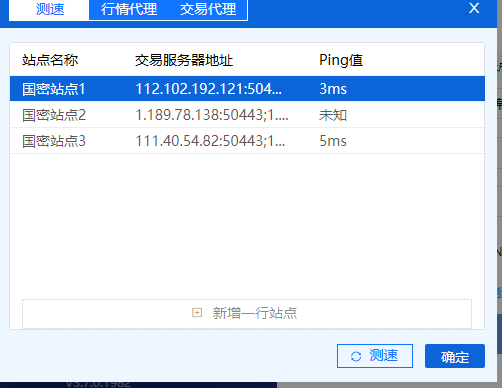 测速 行情代理 交易代理 X
站点名称 交易服务器地址 Ping值
国密站点1 112.102.192.121:504... 3ms
国密站点2 1.189.78.138:50443;1.... 未知
国密站点3 111.40.54.82:50443;1... 5ms
新增一行站点
测速 确定
V3.7.0.1982